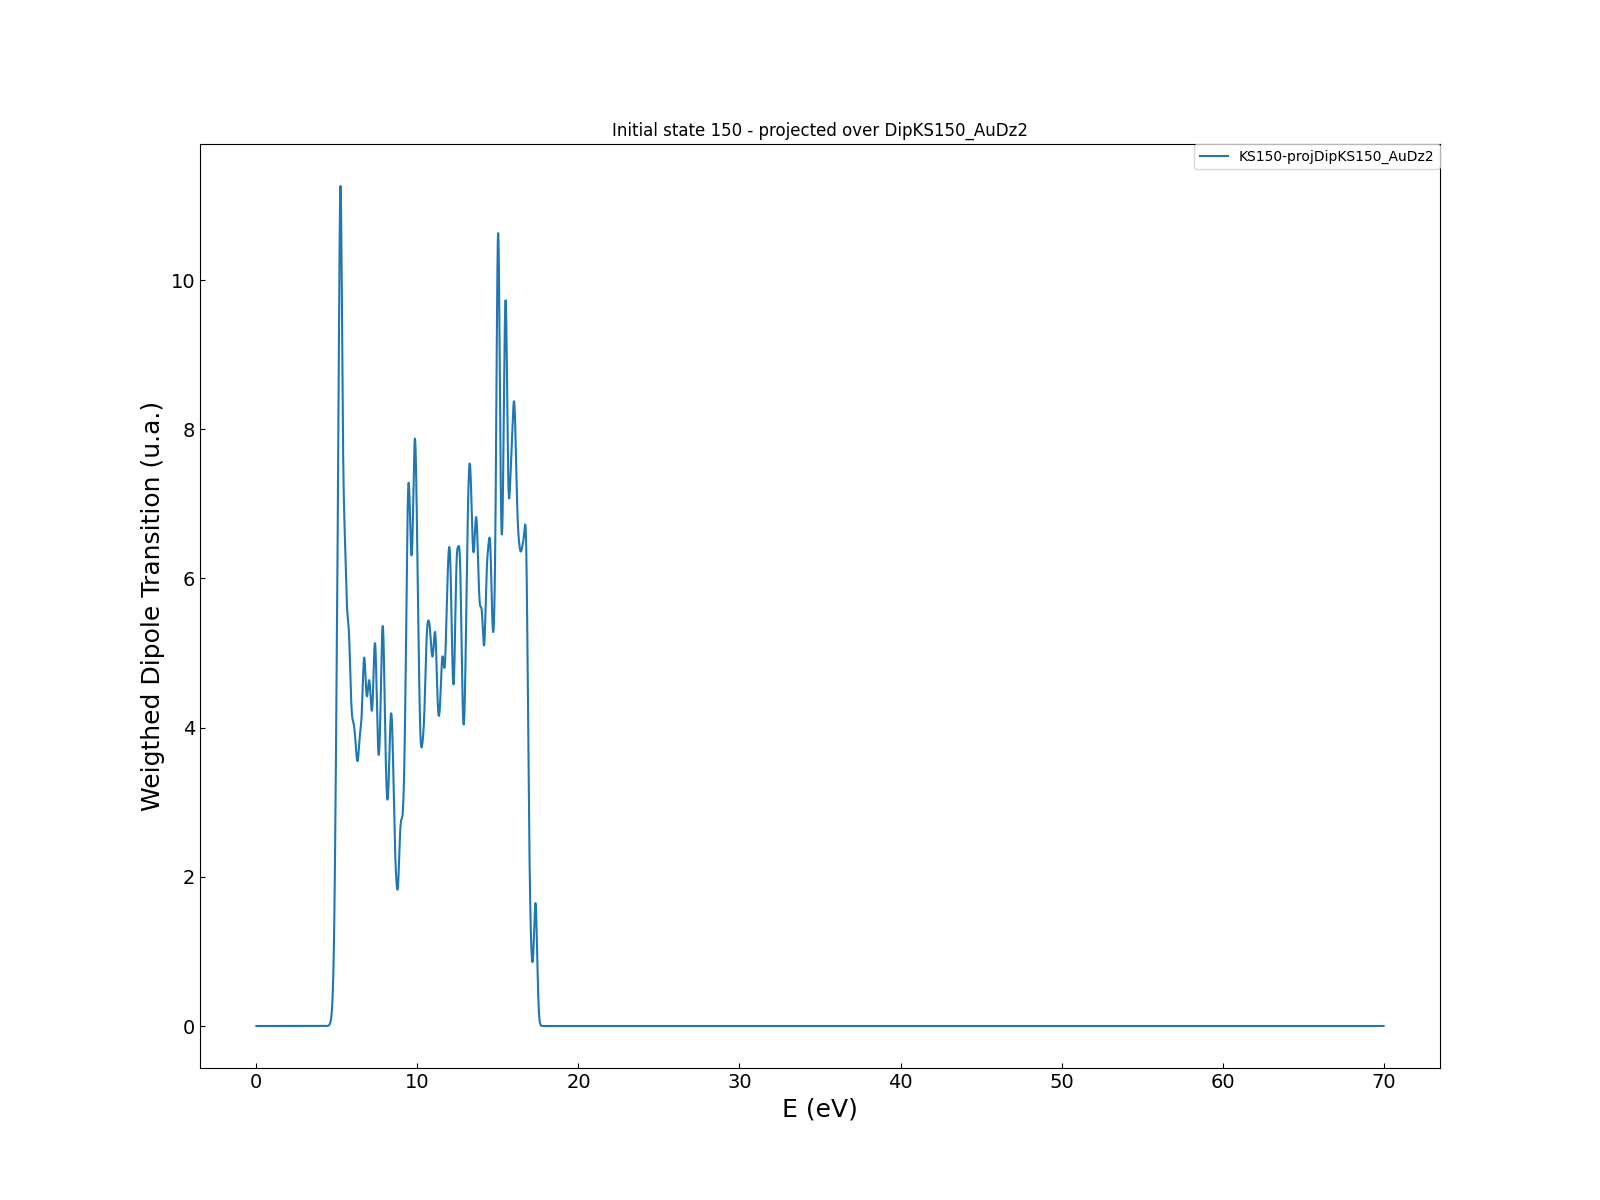 Initial state 150 - projected over DipKS150_AuDz2
KS150-projDipKS150_AuDz2
Weigthed Dipole Transition (u.a.)
10
8
6
4
2
0
0 10 20 30 40 50 60 70
E (eV)